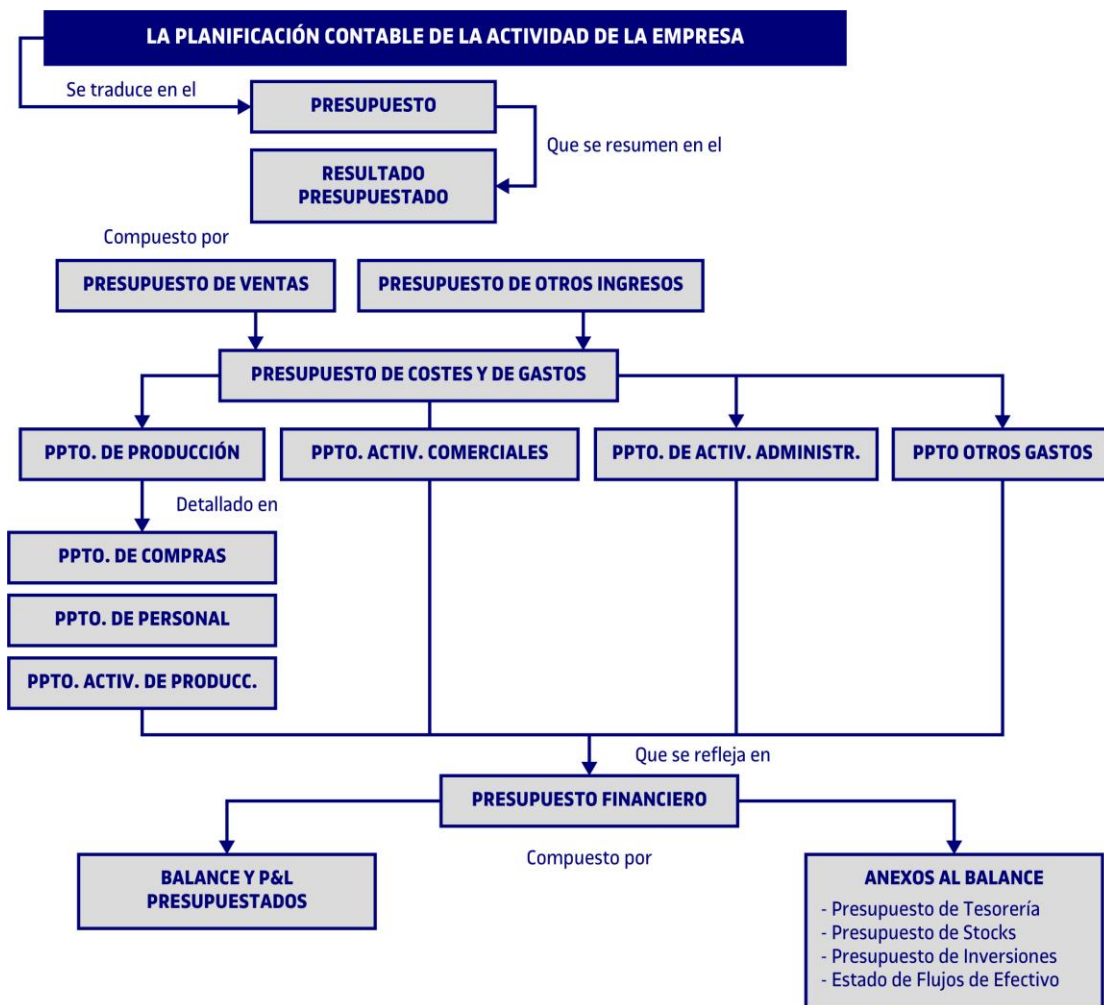 LA PLANIFICACIÓN CONTABLE DE LA ACTIVIDAD DE LA EMPRESA
Se traduce en el
PRESUPUESTO
Que se resumen en el
RESULTADO
PRESUPUESTADO
Compuesto por
PRESUPUESTO DE VENTAS
PRESUPUESTO DE OTROS INGRESOS
PRESUPUESTO DE COSTES Y DE GASTOS
PPTO. DE PRODUCCIÓN
PPTO. ACTIV. COMERCIALES
PPTO. DE ACTIV. ADMINISTR.
PPTO OTROS GASTOS
Detallado en
PPTO. DE COMPRAS
PPTO. DE PERSONAL
PPTO. ACTIV. DE PRODUCC.
Que se refleja en
PRESUPUESTO FINANCIERO
Compuesto por
BALANCE Y P&L
PRESUPUESTADOS
ANEXOS AL BALANCE
- Presupuesto de Tesorería
- Presupuesto de Stocks
- Presupuesto de Inversiones
- Estado de Flujos de Efectivo